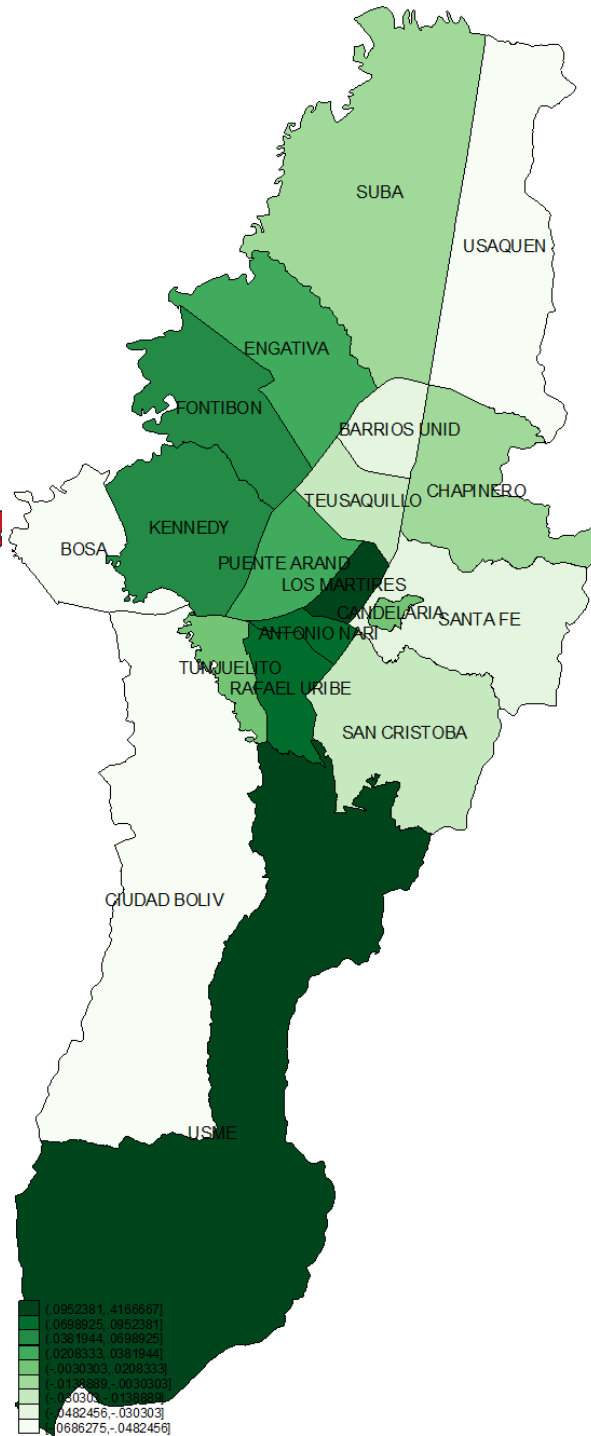 SUBA
USAQUEN
ENGATIVA
FONTIBON
BARRIOS UNID
CHAPINERO
TEUSAQUILLO
KENNEDY
BOSA
PUENTE ARAND
LOS MARTIRES
CANDELARIA
SANTA FE
ANTONIO NARI
TUNJUELITO
RAFAEL URIBE
SAN CRISTOBA
CIUDAD BOLIV
USME
(.0952381,.4166667]
(.0698925,.0952381]
(.0381944,.0698925]
(.0208333,.0381944]
(-.0030303,.0208333]
(-.0138889,-.0030303]
(-.030303,-.0138889]
(-.0482456,-.030303]
[-.0686275,-.0482456]